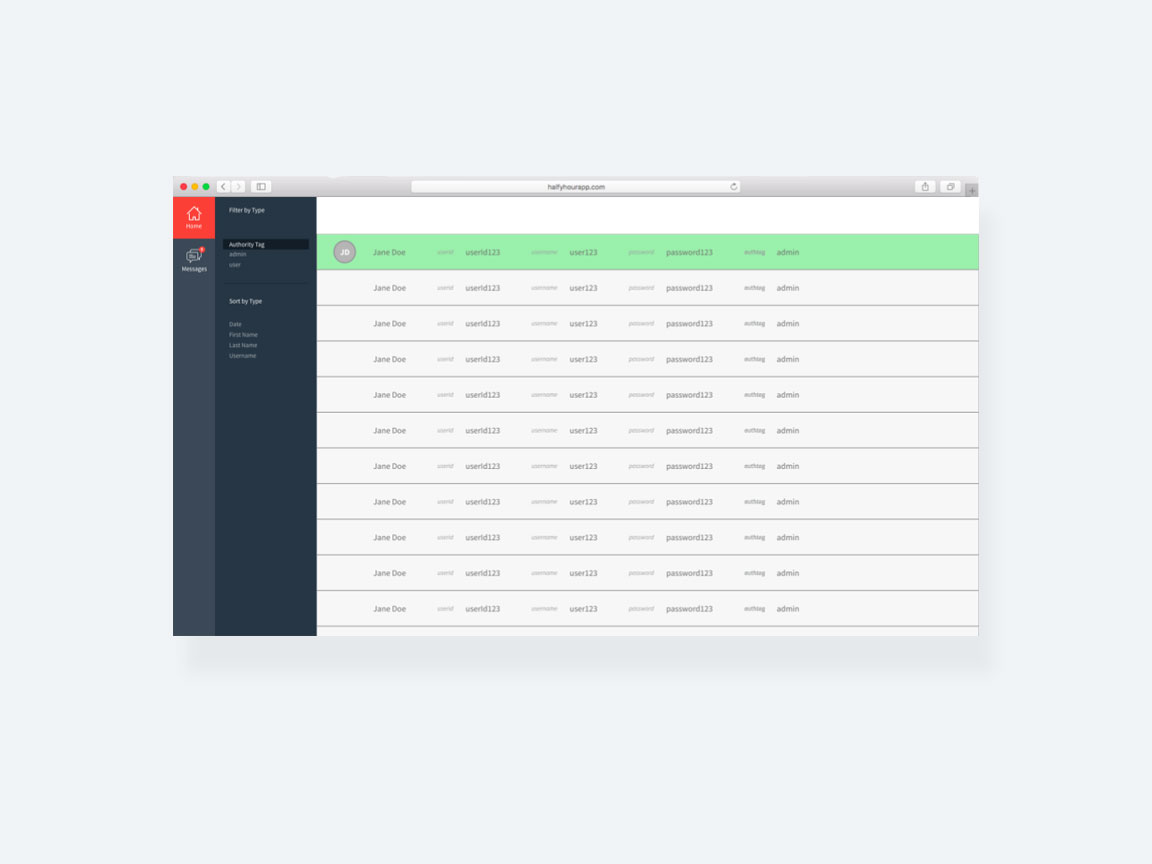 halfyhourapp.com
Home
Messages
Filter by Type
Authority Tag
admin
user
Sort by Type
Date
First Name
Last Name
Username
JD Jane Doe userid userId123 username user123 password password123 authtag admin
Jane Doe userid userId123 username user123 password password123 authtag admin
Jane Doe userid userId123 username user123 password password123 authtag admin
Jane Doe userid userId123 username user123 password password123 authtag admin
Jane Doe userid userId123 username user123 password password123 authtag admin
Jane Doe userid userId123 username user123 password password123 authtag admin
Jane Doe userid userId123 username user123 password password123 authtag admin
Jane Doe userid userId123 username user123 password password123 authtag admin
Jane Doe userid userId123 username user123 password password123 authtag admin
Jane Doe userid userId123 username user123 password password123 authtag admin
Jane Doe userid userId123 username user123 password password123 authtag admin